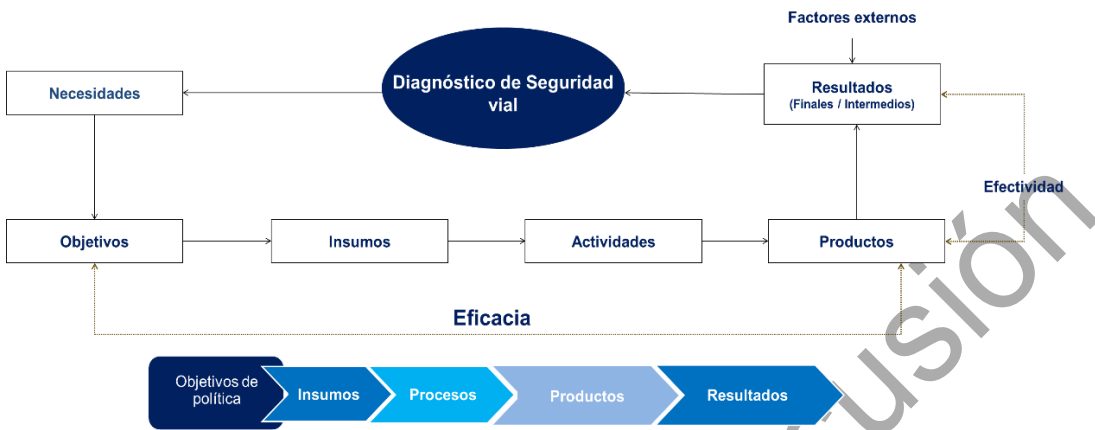 Factores externos
Necesidades
Diagnóstico de Seguridad
vial
Resultados
(Finales / Intermedios)
Efectividad
Objetivos
Insumos
Actividades
Productos
Eficacia
Objetivos de
política
Insumos
Procesos
Productos
Resultados
usión